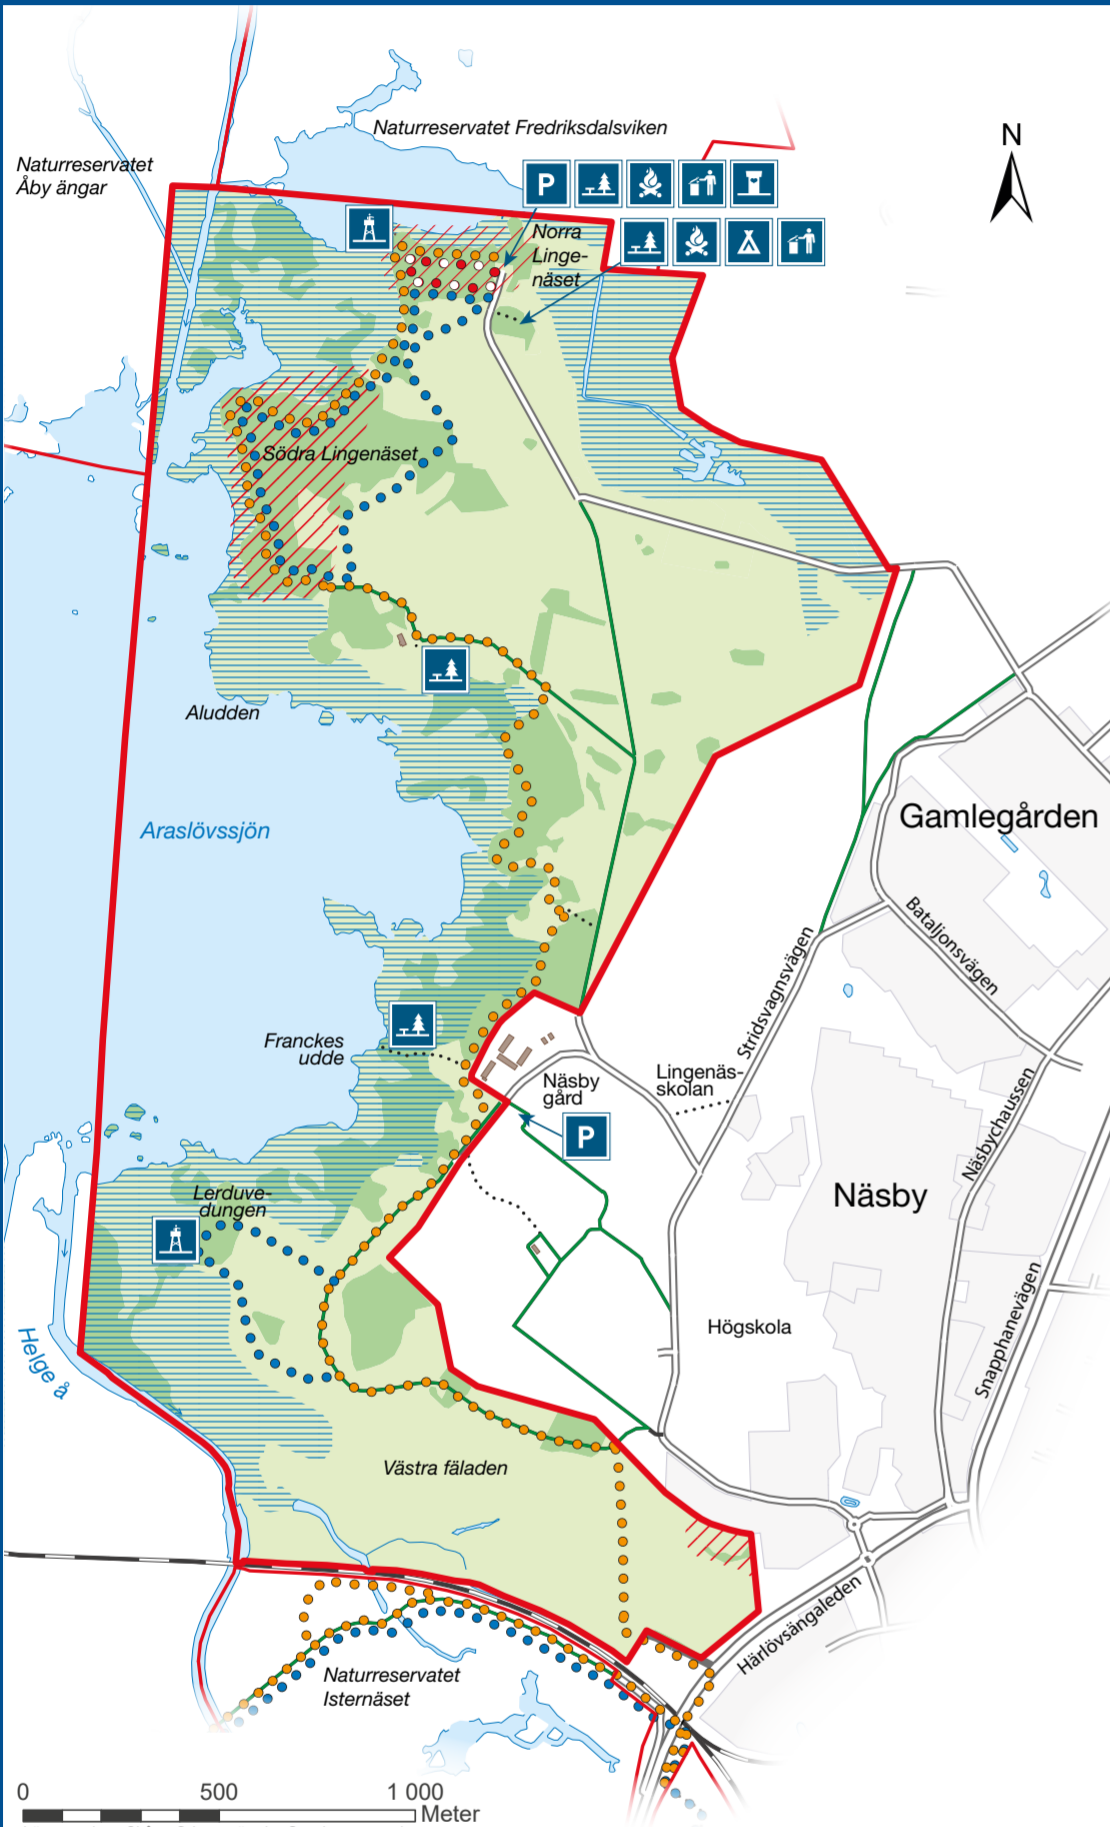 N
Naturreservatet Fredriksdalsviken
Naturreservatet
Åby ängar
P
Norra
Linge-
näset
Södra Lingenäset
Aludden
Araslövssjön
Gamlegården
Bataljonsvägen
Stridsvagnsvägen
Franckes
udde
Näsby
gård
Lingenäs-
skolan
P
Näsbychaussen
Lerduve-
dungen
Näsby
Snapphanevägen
Högskola
Helge å
Västra fäladen
Härlövsängaleden
Naturreservatet
Isternäset
0 500 1 000
Meter